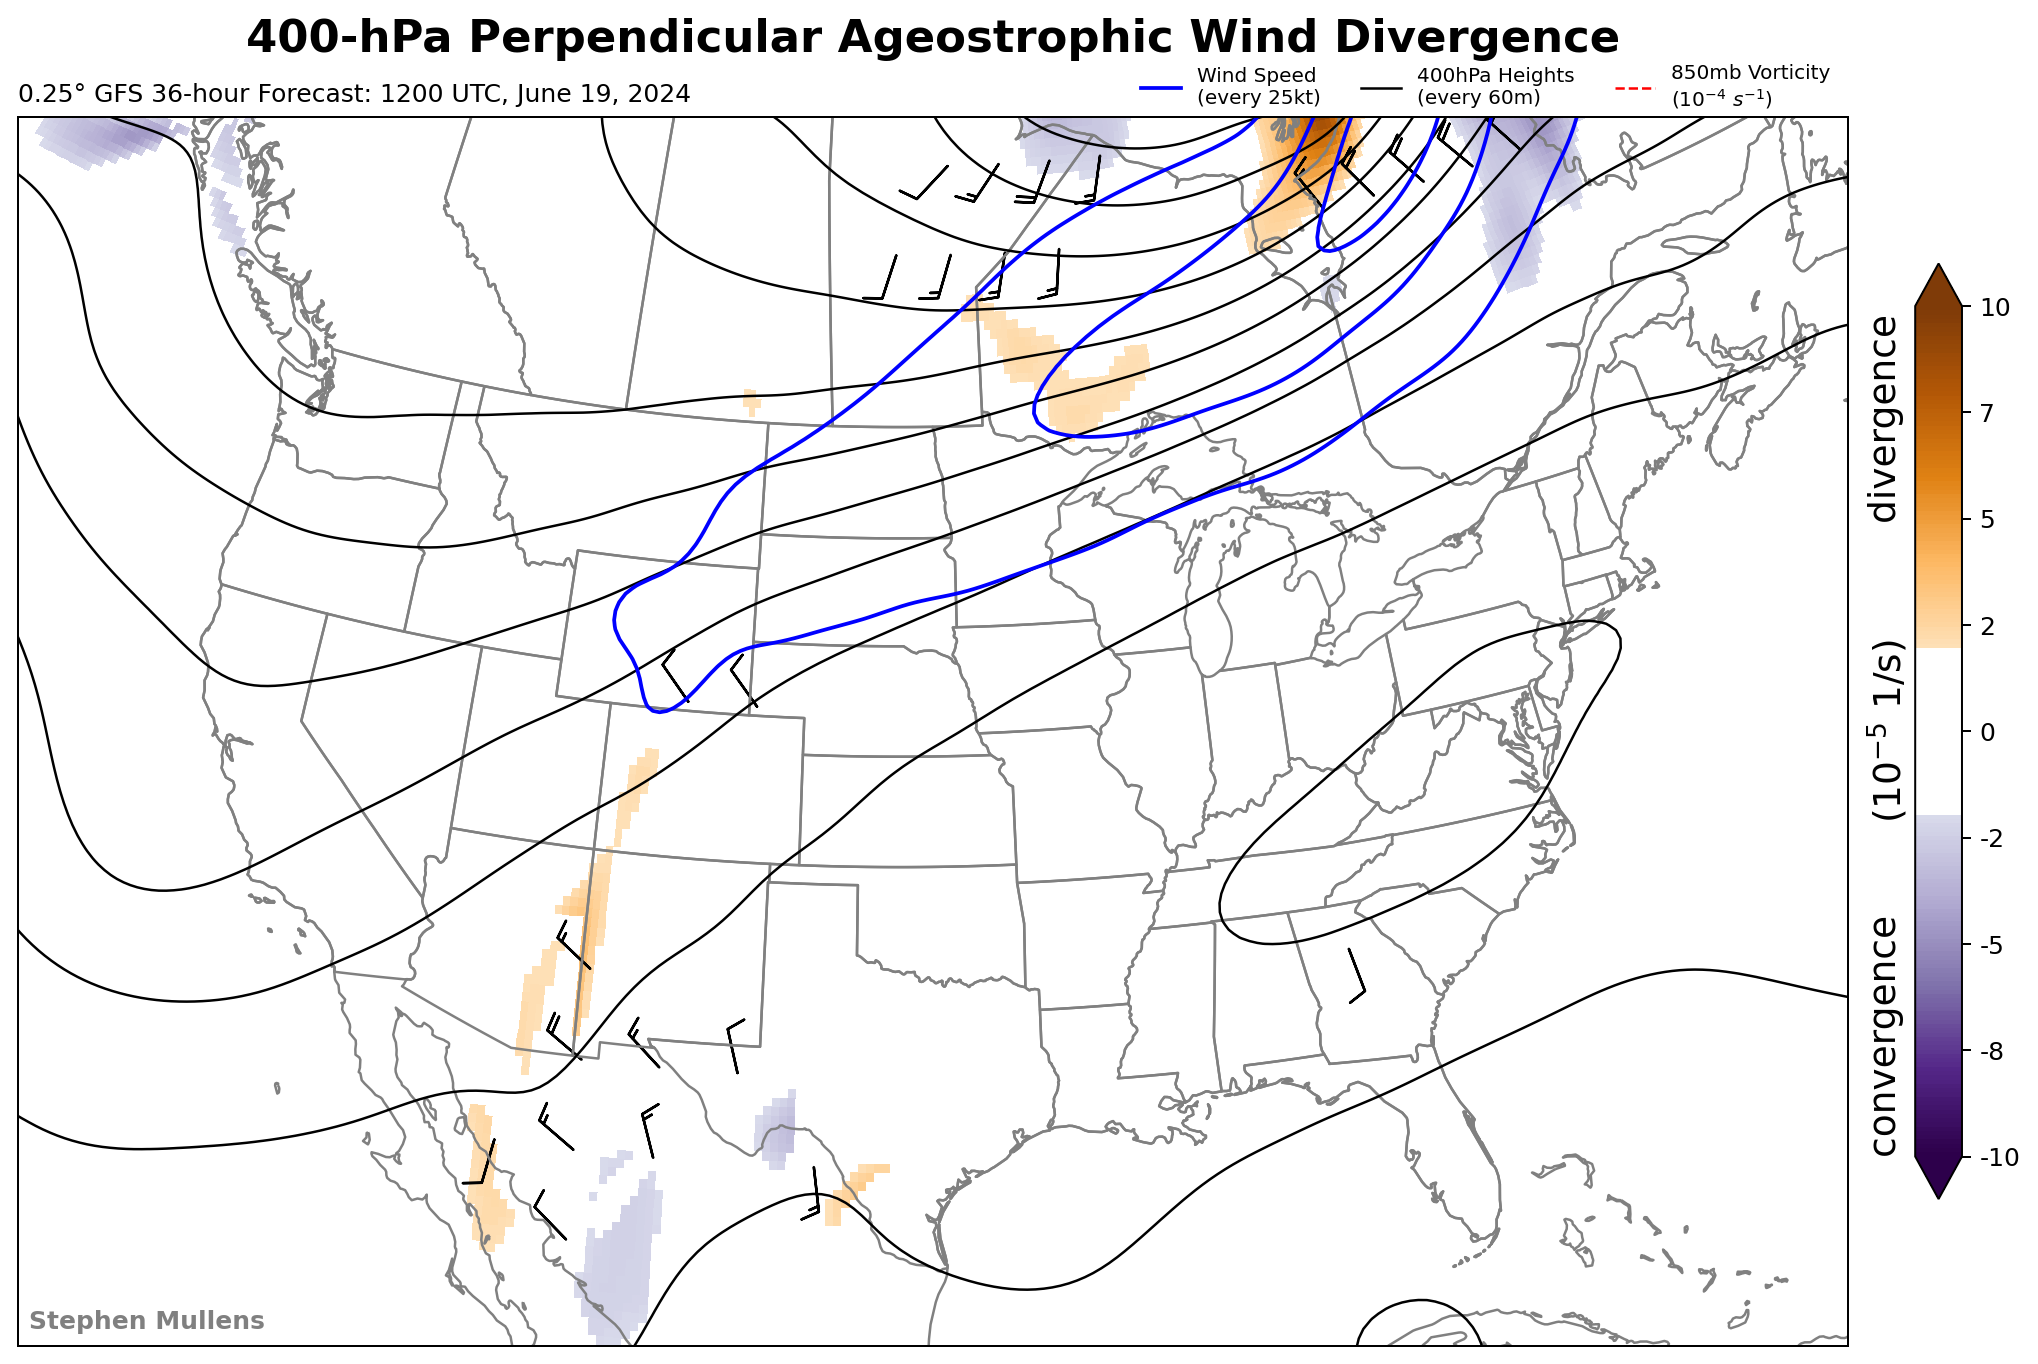 400-hPa Perpendicular Ageostrophic Wind Divergence
0.25° GFS 36-hour Forecast: 1200 UTC, June 19, 2024
Wind Speed
(every 25kt)
400hPa Heights
(every 60m)
850mb Vorticity
(10⁻⁴ s⁻¹)
10
7
5
2
0
-2
-5
-8
-10
convergence (10⁻⁵ 1/s) divergence
Stephen Mullens